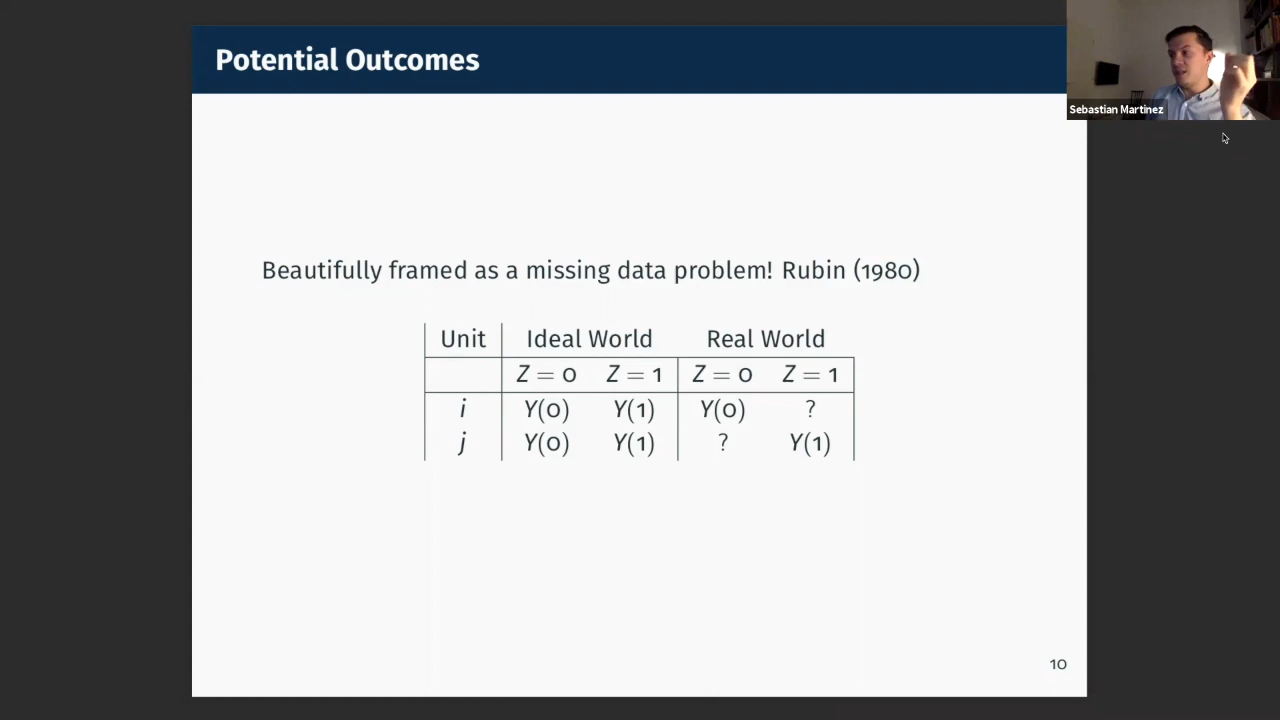 Potential Outcomes
Sebastian Martinez
Beautifully framed as a missing data problem! Rubin (1980)
Unit Ideal World Real World
Z = 0 Z = 1 Z = 0 Z = 1
i Y(0) Y(1) Y(0) ?
j Y(0) Y(1) ? Y(1)
10